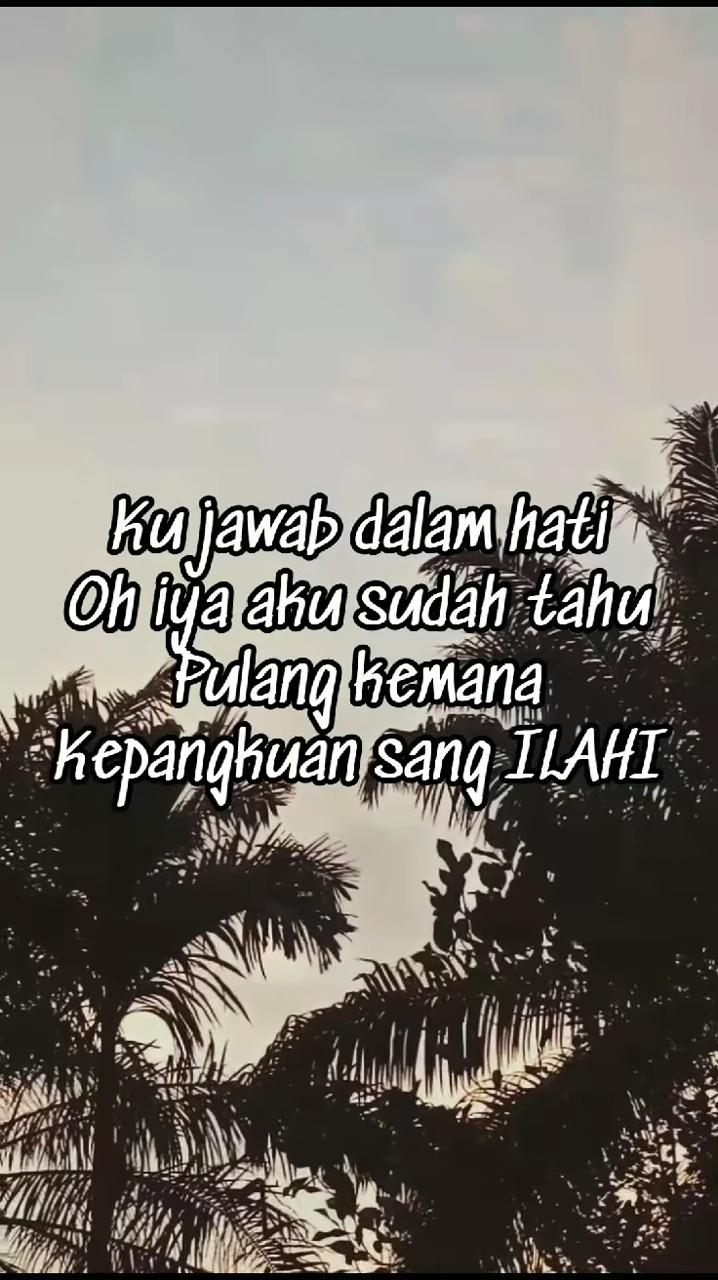 Ku jawab dalam hati
Oh iya aku sudah tahu
Pulang kemana
Kepangkuan sang ILAHI